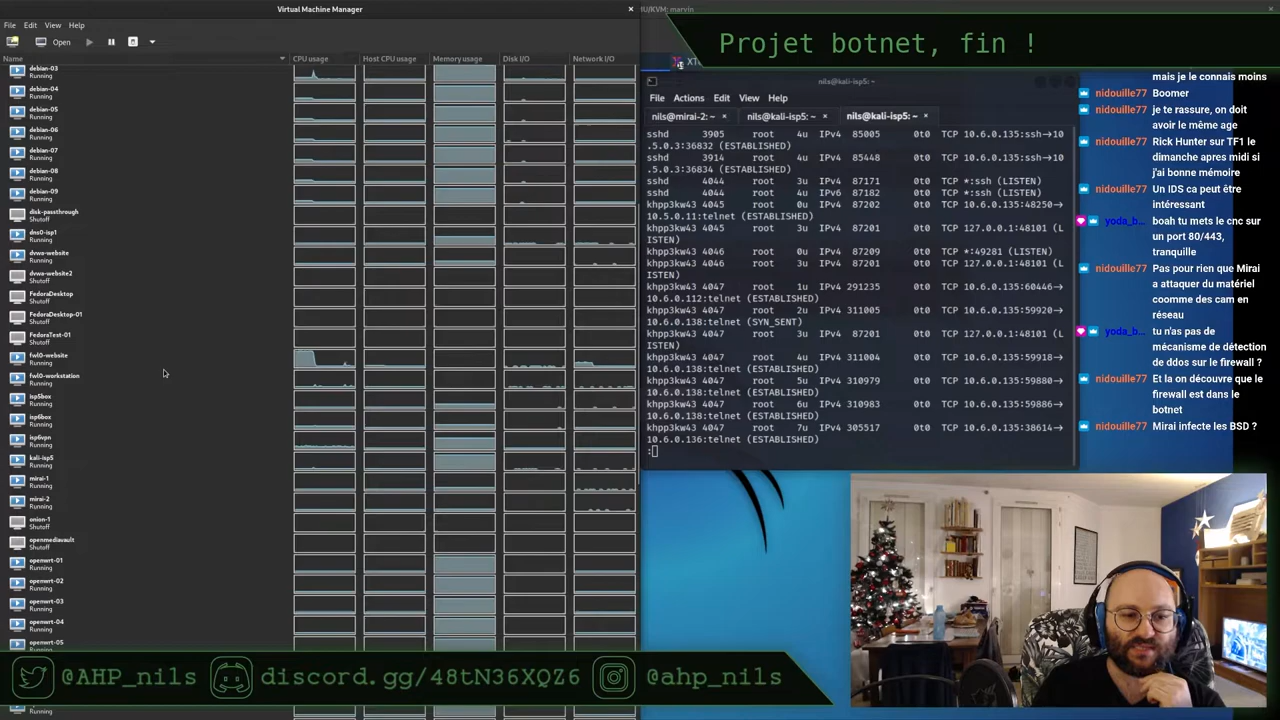 Virtual Machine Manager
File Edit View Help
Open
Name CPU usage Host CPU usage Memory usage Disk I/O Network I/O
debian-03
Running
debian-04
Running
debian-05
Running
debian-06
Running
debian-07
Running
debian-08
Running
debian-09
Running
disk-passthrough
Shutoff
dns0-isp1
Running
dvwa-website
Running
dvwa-website2
Shutoff
FedoraDesktop
Shutoff
FedoraDesktop-01
Shutoff
FedoraTest-01
Shutoff
fwl0-website
Running
fwl0-workstation
Running
isp5box
Running
isp6box
Running
isp6vpn
Running
kali-isp5
Running
mirai-1
Running
mirai-2
Running
onion-1
Shutoff
openmediavault
Shutoff
openwrt-01
Running
openwrt-02
Running
openwrt-03
Running
openwrt-04
Running
openwrt-05
Running
marvin
Projet botnet, fin !
nils@kali-isp5: ~
File Actions Edit View Help
nils@mirai-2: ~ × nils@kali-isp5: ~ × nils@kali-isp5: ~ ×
sshd 3905 root 4u IPv4 85005 0t0 TCP 10.6.0.135:ssh→10
.5.0.3:36832 (ESTABLISHED)
sshd 3914 root 4u IPv4 85448 0t0 TCP 10.6.0.135:ssh→10
.5.0.3:36834 (ESTABLISHED)
sshd 4044 root 3u IPv4 87171 0t0 TCP *:ssh (LISTEN)
sshd 4044 root 4u IPv6 87182 0t0 TCP *:ssh (LISTEN)
khpp3kw43 4045 root 0u IPv4 87202 0t0 TCP 10.6.0.135:48250→
10.5.0.11:telnet (ESTABLISHED)
khpp3kw43 4045 root 3u IPv4 87201 0t0 TCP 127.0.0.1:48101 (L
ISTEN)
khpp3kw43 4046 root 0u IPv4 87209 0t0 TCP *:49281 (LISTEN)
khpp3kw43 4046 root 3u IPv4 87201 0t0 TCP 127.0.0.1:48101 (L
ISTEN)
khpp3kw43 4047 root 1u IPv4 291235 0t0 TCP 10.6.0.135:60446→
10.6.0.112:telnet (ESTABLISHED)
khpp3kw43 4047 root 2u IPv4 311005 0t0 TCP 10.6.0.135:59920→
10.6.0.138:telnet (SYN_SENT)
khpp3kw43 4047 root 3u IPv4 87201 0t0 TCP 127.0.0.1:48101 (L
ISTEN)
khpp3kw43 4047 root 4u IPv4 311004 0t0 TCP 10.6.0.135:59918→
10.6.0.138:telnet (ESTABLISHED)
khpp3kw43 4047 root 5u IPv4 310979 0t0 TCP 10.6.0.135:59880→
10.6.0.138:telnet (ESTABLISHED)
khpp3kw43 4047 root 6u IPv4 310983 0t0 TCP 10.6.0.135:59886→
10.6.0.138:telnet (ESTABLISHED)
khpp3kw43 4047 root 7u IPv4 305517 0t0 TCP 10.6.0.135:38614→
10.6.0.136:telnet (ESTABLISHED)
:
mais je le connais moins
nidouille77 Boomer
nidouille77 je te rassure, on doit
avoir le même age
nidouille77 Rick Hunter sur TF1 le
dimanche apres midi si
j'ai bonne mémoire
nidouille77 Un IDS ca peut être
intéréstant
yoda_b... boah tu mets le cnc sur
un port 80/443,
tranquille
nidouille77 Pas pour rien que Mirai
a attaquer du matériel
coomme des cam en
réseau
yoda_b... tu n'as pas de
mécanisme de détection
de ddos sur le firewall ?
nidouille77 Et la on découvre que le
firewall est dans le
botnet
nidouille77 Mirai infecte les BSD ?
@AHP_nils discord.gg/48tN36XQZ6 @ahp_nils